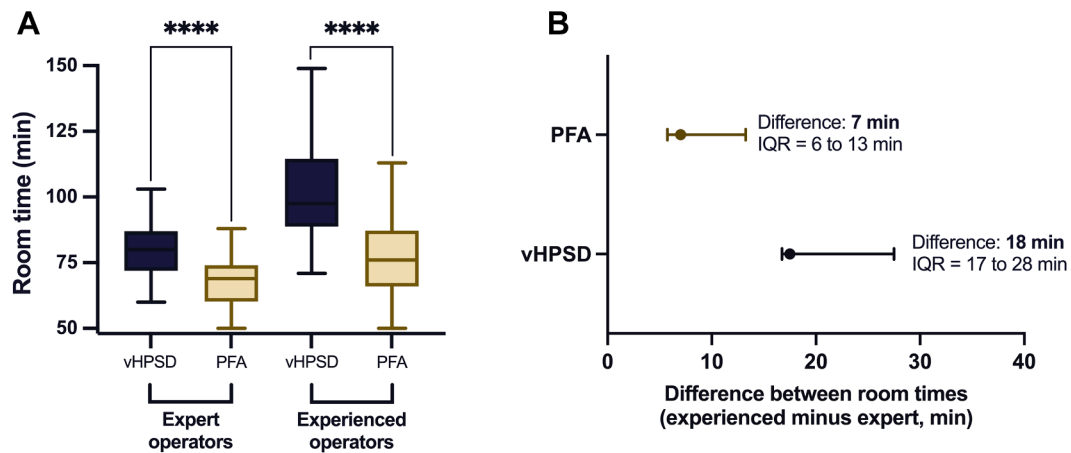 A
****
****
Room time (min)
150
125
100
75
50
vHPSD
PFA
vHPSD
PFA
Expert
operators
Experienced
operators
B
PFA
Difference: 7 min
IQR = 6 to 13 min
vHPSD
Difference: 18 min
IQR = 17 to 28 min
0
10
20
30
40
Difference between room times
(experienced minus expert, min)